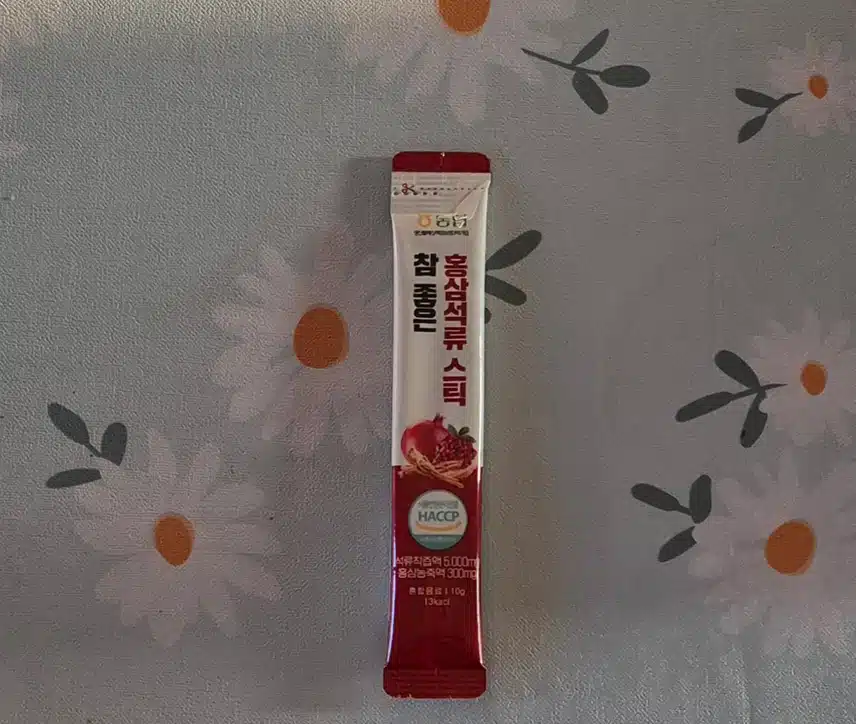 농협
참 좋은
홍삼석류 스틱
HACCP
석류착즙액 5,000mg
홍삼농축액 300mg
혼합음료 | 10g
13kcal